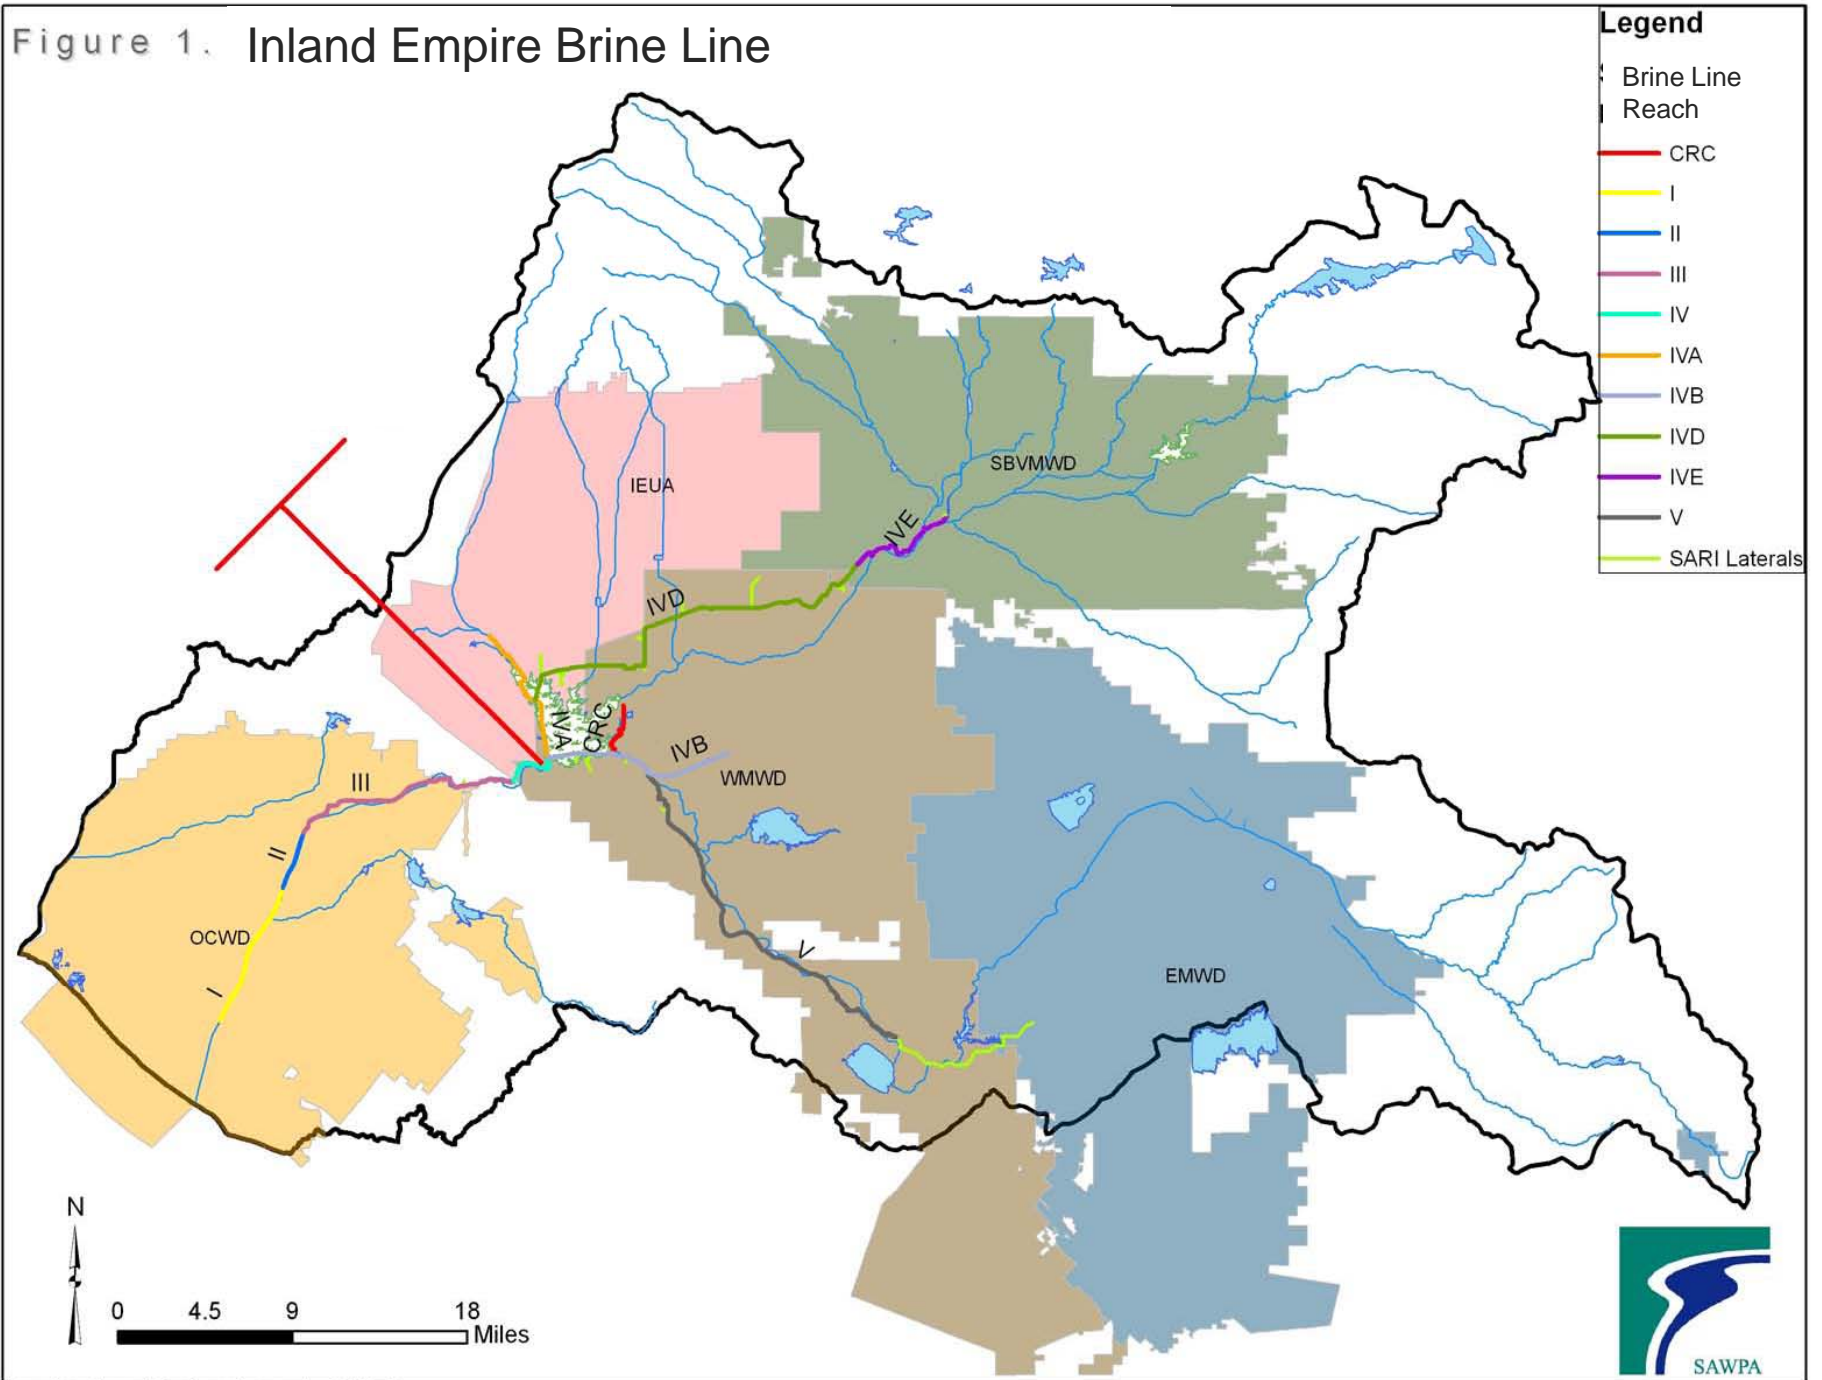 Figure 1. Inland Empire Brine Line
Legend
Brine Line
Reach
CRC
I
II
III
IV
IVA
IVB
IVD
IVE
V
SARI Laterals
IEUA
SBVMWD
IVE
IVD
IVA
CRC
IVB
WMWD
III
II
OCWD
I
V
EMWD
N
0 4.5 9 18
Miles
SAWPA